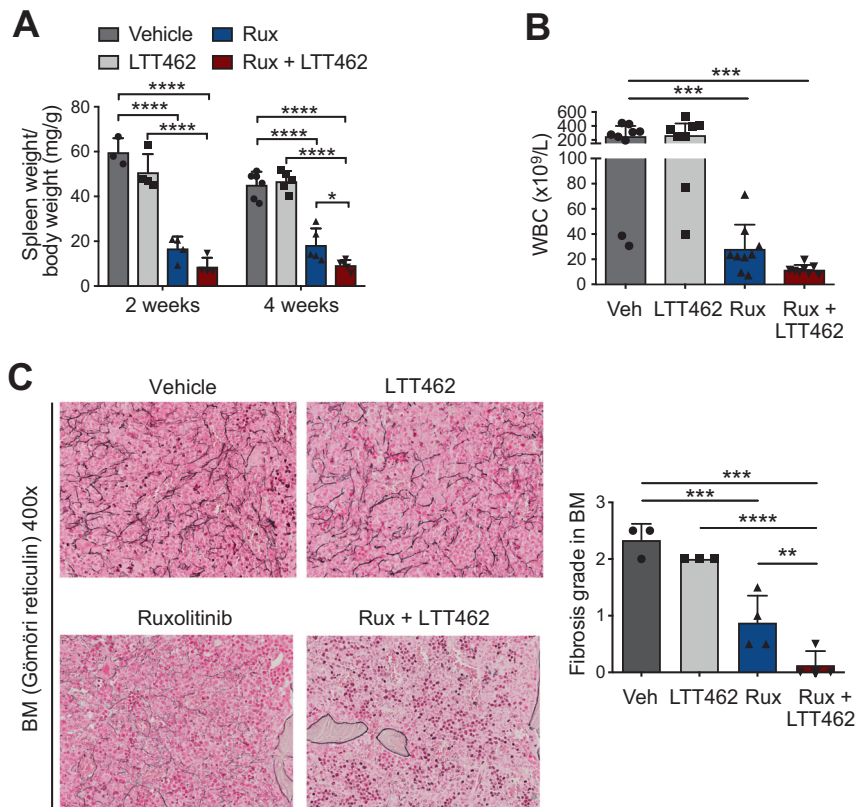 A
Vehicle
Rux
LTT462
Rux + LTT462
Spleen weight/
body weight (mg/g)
80
60
40
20
0
****
****
****
****
****
****
*
2 weeks
4 weeks
B
WBC (x10⁹/L)
600
400
200
100
80
60
40
20
0
***
***
Veh
LTT462
Rux
Rux +
LTT462
C
BM (Gömöri reticulin) 400x
Vehicle
LTT462
Ruxolitinib
Rux + LTT462
Fibrosis grade in BM
3
2
1
0
***
***
****
**
Veh
LTT462
Rux
Rux +
LTT462